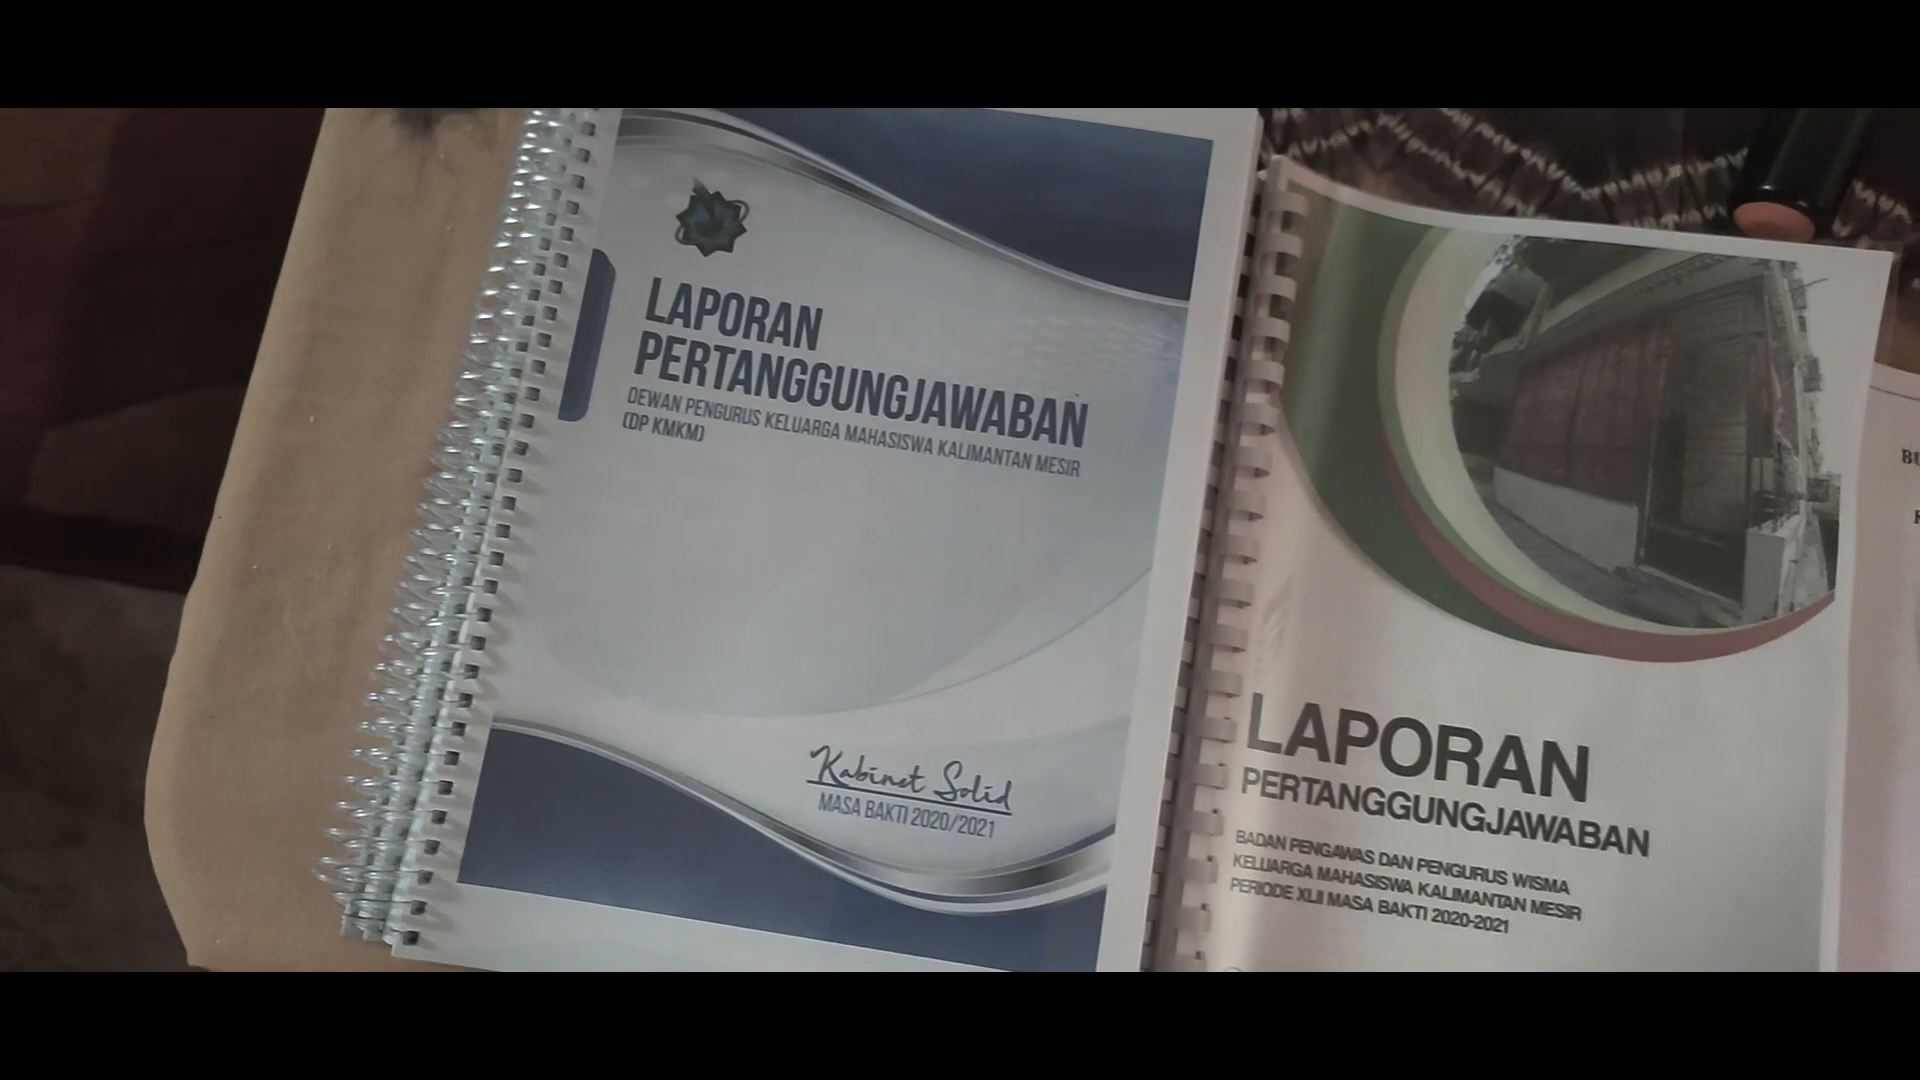 LAPORAN
PERTANGGUNGJAWABAN
DEWAN PENGURUS KELUARGA MAHASISWA KALIMANTAN MESIR
(DP KMKM)
Kabinet Solid
MASA BAKTI 2020/2021
LAPORAN
PERTANGGUNGJAWABAN
BADAN PENGAWAS DAN PENGURUS WISMA
KELUARGA MAHASISWA KALIMANTAN MESIR
PERIODE XLII MASA BAKTI 2020-2021